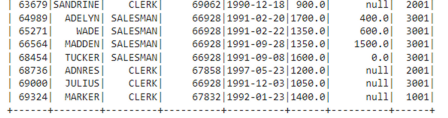 | 63679|SANDRINE|   CLERK|     69062|1990-12-18| 900.0|      null|  2001|
| 64989|  ADELYN|SALESMAN|     66928|1991-02-20|1700.0|     400.0|  3001|
| 65271|    WADE|SALESMAN|     66928|1991-02-22|1350.0|     600.0|  3001|
| 66564|  MADDEN|SALESMAN|     66928|1991-09-28|1350.0|    1500.0|  3001|
| 68454|  TUCKER|SALESMAN|     66928|1991-09-08|1600.0|       0.0|  3001|
| 68736|  ADNRES|   CLERK|     67858|1997-05-23|1200.0|      null|  2001|
| 69000|  JULIUS|   CLERK|     66928|1991-12-03|1050.0|      null|  3001|
| 69324|  MARKER|   CLERK|     67832|1992-01-23|1400.0|      null|  1001|
+------+--------+--------+----------+----------+------+----------+------+